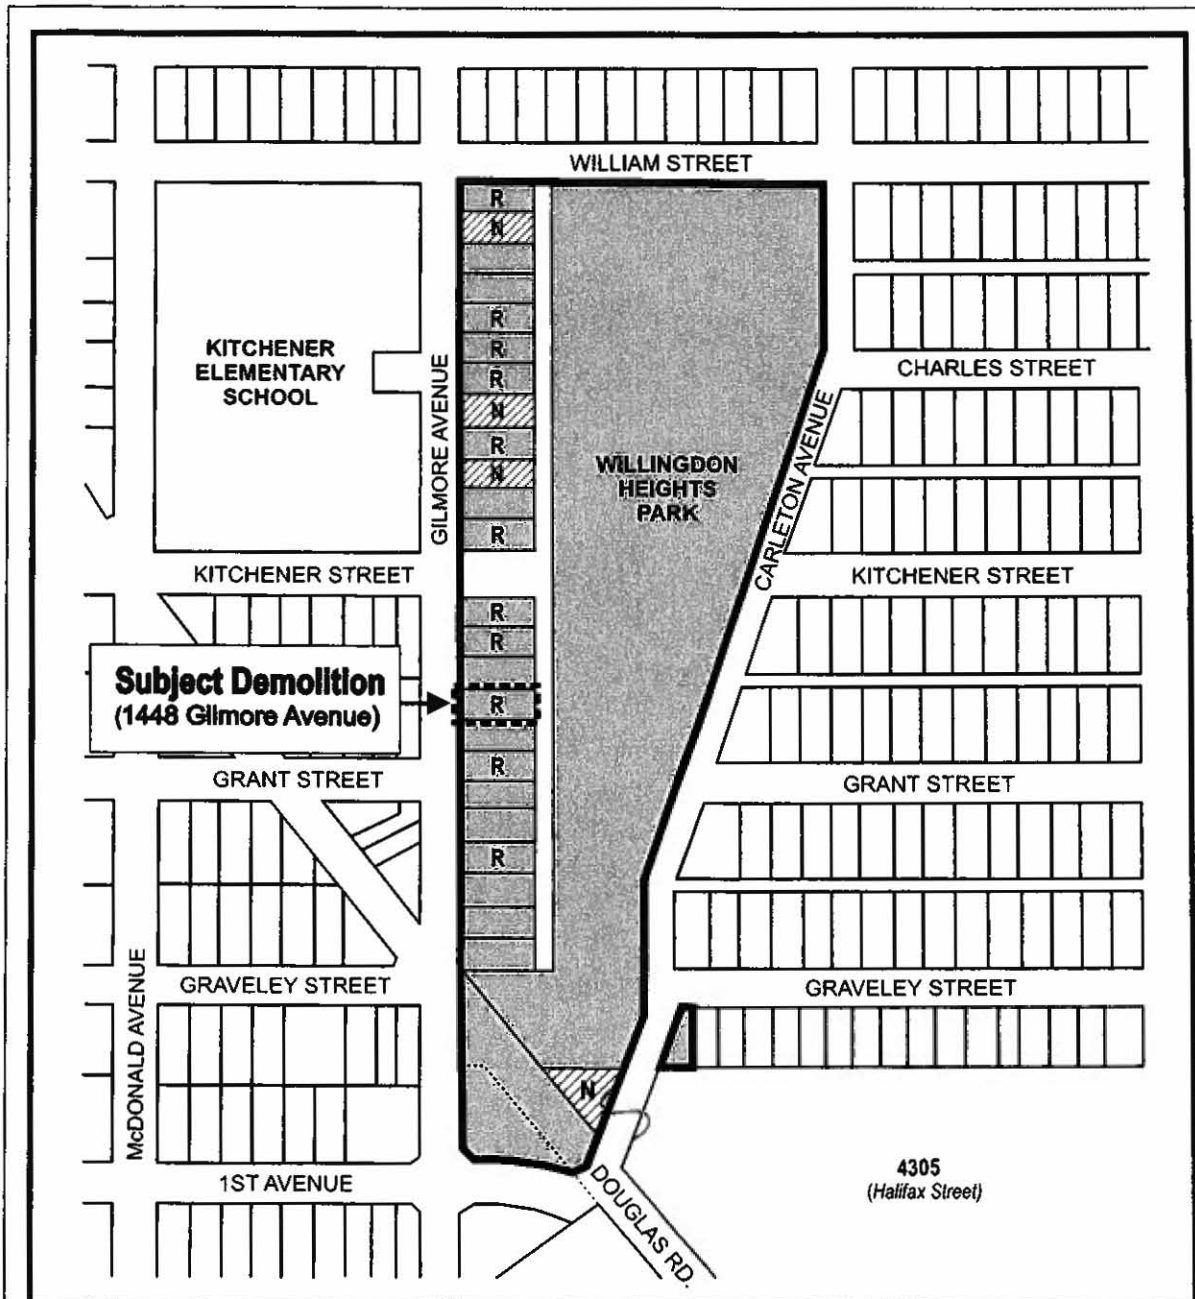 WILLIAM STREET
R
N
R
R
R
N
R
N
R
KITCHENER
ELEMENTARY
SCHOOL
GILMORE AVENUE
WILLINGDON
HEIGHTS
PARK
CHARLES STREET
CARLETON AVENUE
KITCHENER STREET
KITCHENER STREET
R
R
Subject Demolition
(1448 Gilmore Avenue)
R
R
GRANT STREET
GRANT STREET
R
McDONALD AVENUE
GRAVELEY STREET
GRAVELEY STREET
N
1ST AVENUE
DOUGLAS RD.
4305
(Halifax Street)